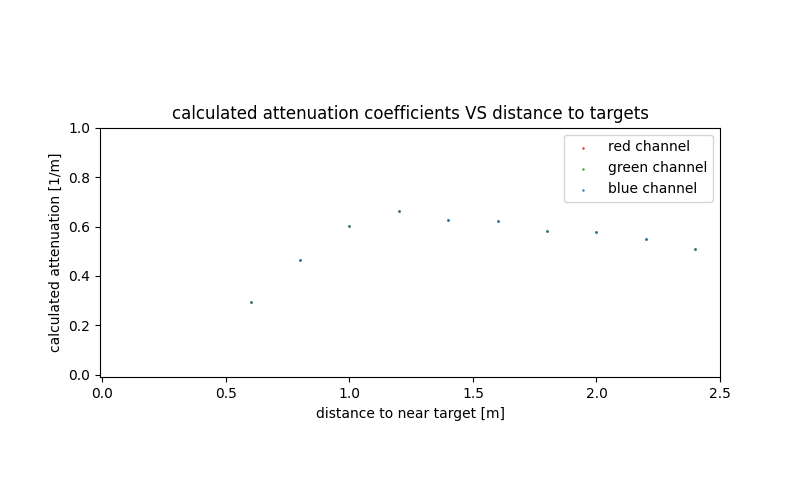 calculated attenuation coefficients VS distance to targets
1.0
0.8
0.6
0.4
0.2
0.0
calculated attenuation [1/m]
red channel
green channel
blue channel
0.0 0.5 1.0 1.5 2.0 2.5
distance to near target [m]